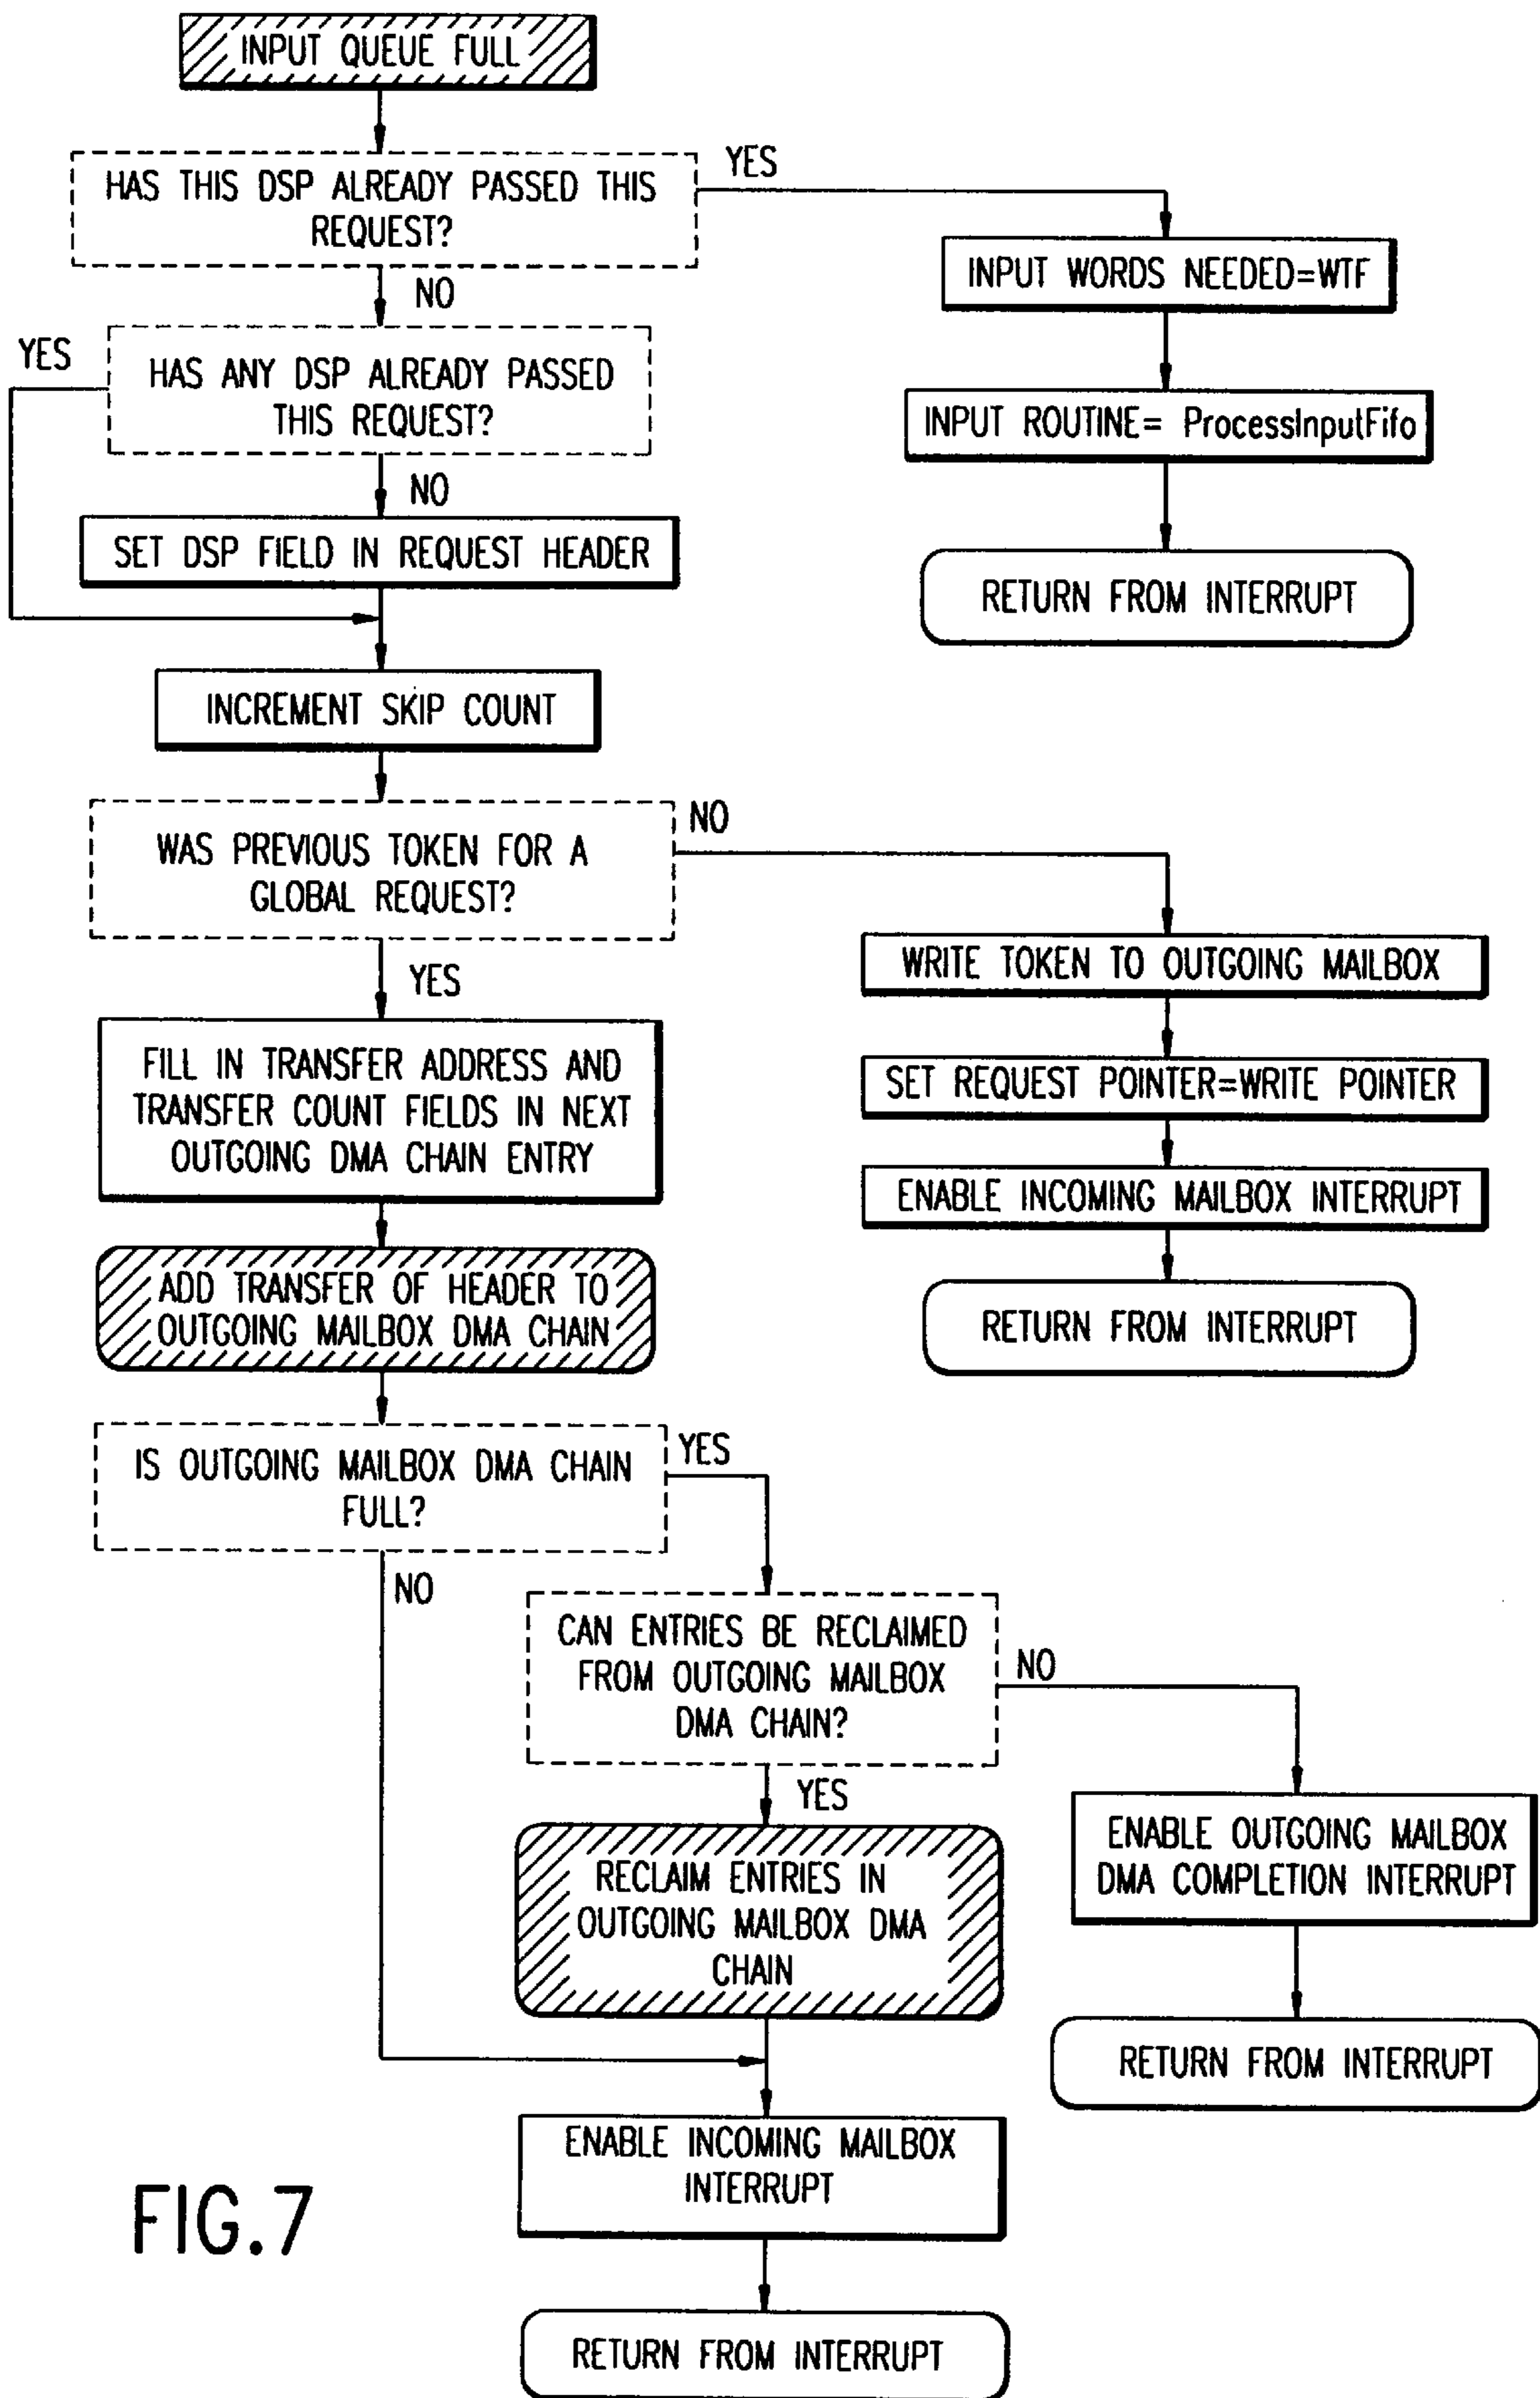 INPUT QUEUE FULL
HAS THIS DSP ALREADY PASSED THIS
REQUEST?
YES
NO
INPUT WORDS NEEDED=WTF
INPUT ROUTINE= ProcessInputFifo
RETURN FROM INTERRUPT
YES
HAS ANY DSP ALREADY PASSED
THIS REQUEST?
NO
SET DSP FIELD IN REQUEST HEADER
INCREMENT SKIP COUNT
WAS PREVIOUS TOKEN FOR A
GLOBAL REQUEST?
NO
YES
WRITE TOKEN TO OUTGOING MAILBOX
SET REQUEST POINTER=WRITE POINTER
ENABLE INCOMING MAILBOX INTERRUPT
RETURN FROM INTERRUPT
FILL IN TRANSFER ADDRESS AND
TRANSFER COUNT FIELDS IN NEXT
OUTGOING DMA CHAIN ENTRY
ADD TRANSFER OF HEADER TO
OUTGOING MAILBOX DMA CHAIN
IS OUTGOING MAILBOX DMA CHAIN
FULL?
YES
NO
CAN ENTRIES BE RECLAIMED
FROM OUTGOING MAILBOX
DMA CHAIN?
NO
YES
ENABLE OUTGOING MAILBOX
DMA COMPLETION INTERRUPT
RETURN FROM INTERRUPT
RECLAIM ENTRIES IN
OUTGOING MAILBOX DMA
CHAIN
ENABLE INCOMING MAILBOX
INTERRUPT
RETURN FROM INTERRUPT
FIG.7